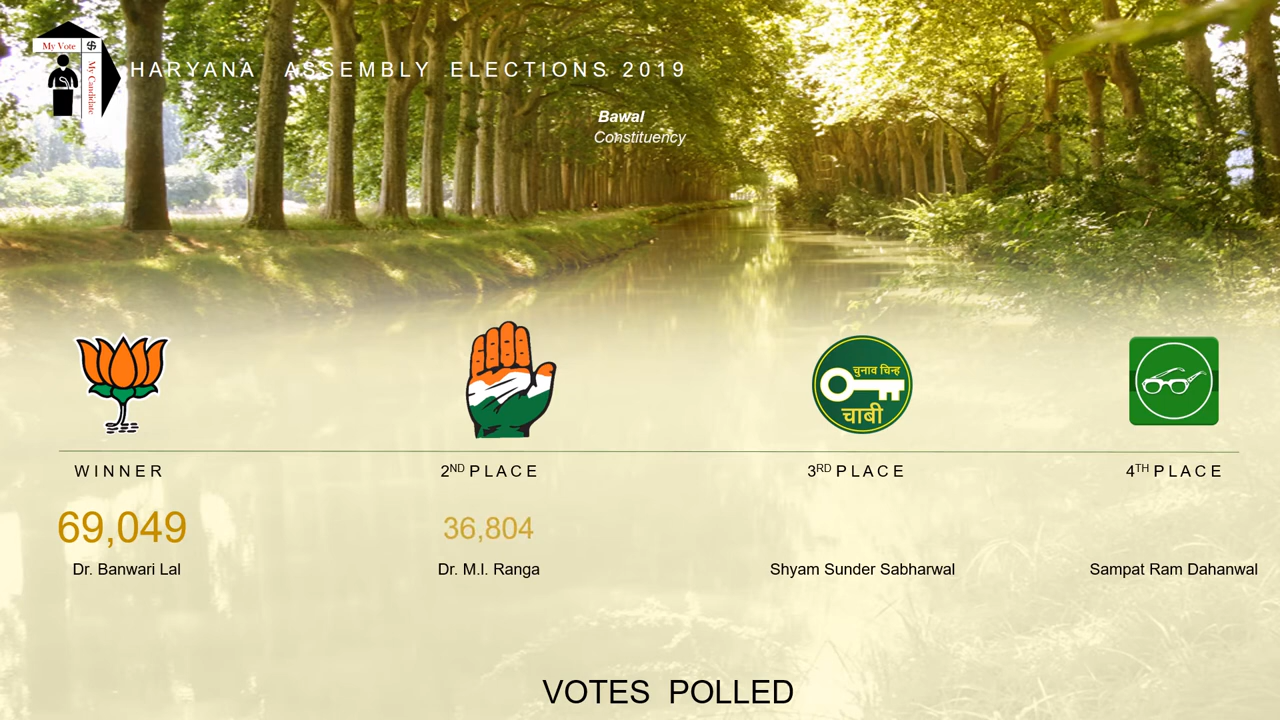 My Vote
My Candidate
HARYANA ASSEMBLY ELECTIONS 2019
Bawal
Constituency
चुनाव चिन्ह
चाबी
WINNER
2ND PLACE
3RD PLACE
4TH PLACE
69,049
36,804
Dr. Banwari Lal
Dr. M.I. Ranga
Shyam Sunder Sabharwal
Sampat Ram Dahanwal
VOTES POLLED